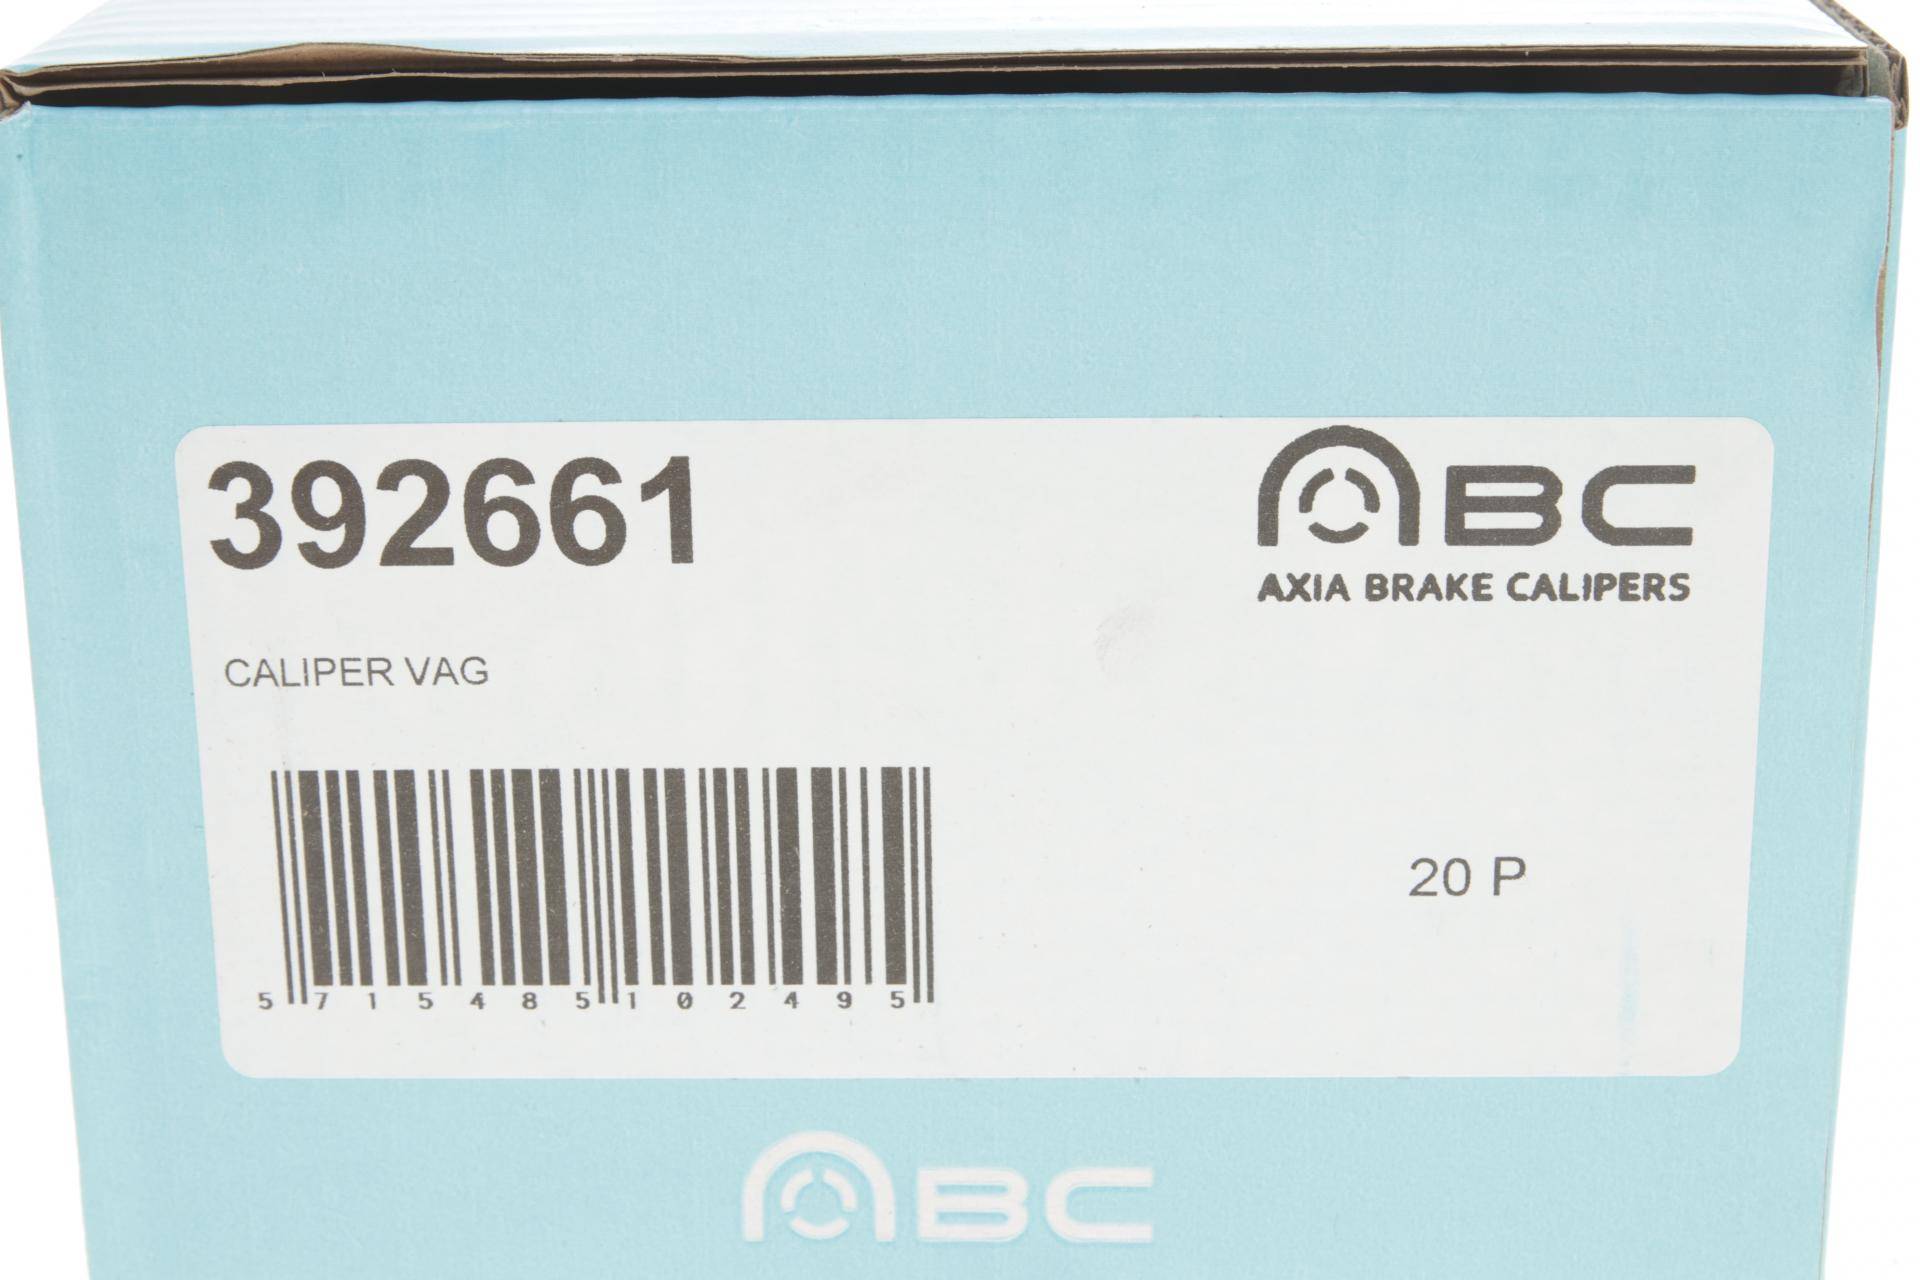 392661
ABC
AXIA BRAKE CALIPERS
CALIPER VAG
20 P
5 715485 102495
ABC